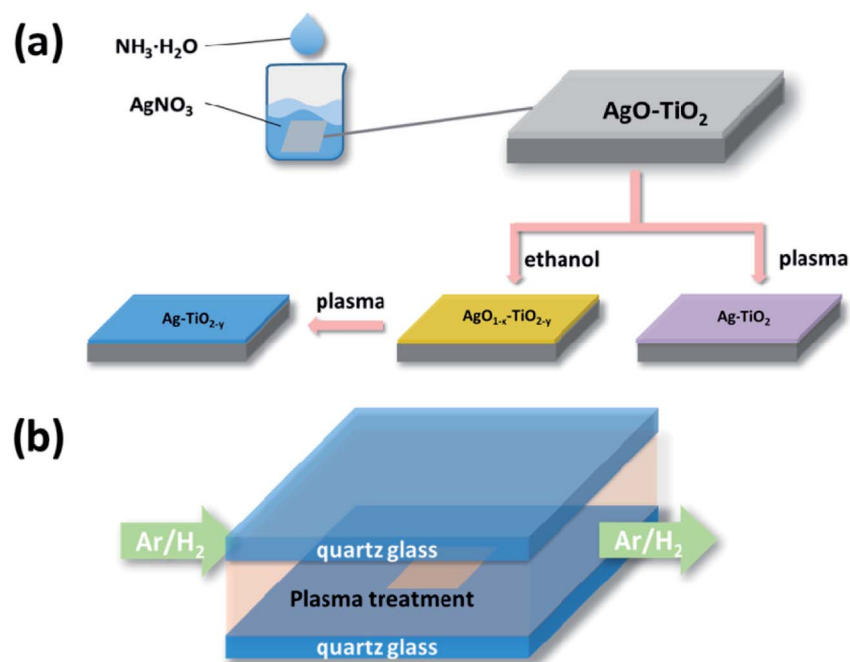 (a)
NH₃·H₂O
AgNO₃
AgO-TiO₂
ethanol
plasma
plasma
Ag-TiO₂₋ᵧ
AgO₁₋ₓ-TiO₂₋ᵧ
Ag-TiO₂
(b)
Ar/H₂
quartz glass
Ar/H₂
Plasma treatment
quartz glass